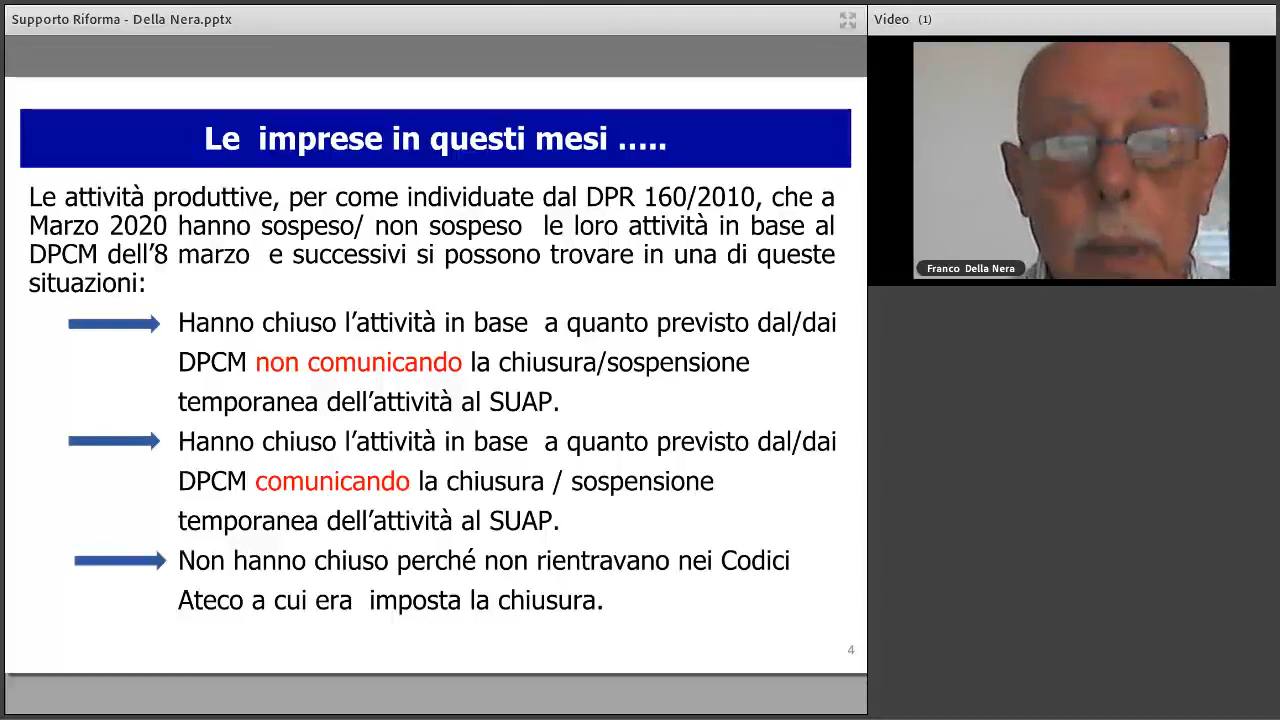 Supporto Riforma - Della Nera.pptx
Video (1)
Le imprese in questi mesi .....
Le attività produttive, per come individuate dal DPR 160/2010, che a
Marzo 2020 hanno sospeso/ non sospeso le loro attività in base al
DPCM dell’8 marzo e successivi si possono trovare in una di queste
situazioni:
Hanno chiuso l’attività in base a quanto previsto dal/dai
DPCM non comunicando la chiusura/sospensione
temporanea dell’attività al SUAP.
Hanno chiuso l’attività in base a quanto previsto dal/dai
DPCM comunicando la chiusura / sospensione
temporanea dell’attività al SUAP.
Non hanno chiuso perché non rientravano nei Codici
Ateco a cui era imposta la chiusura.
4
Franco Della Nera